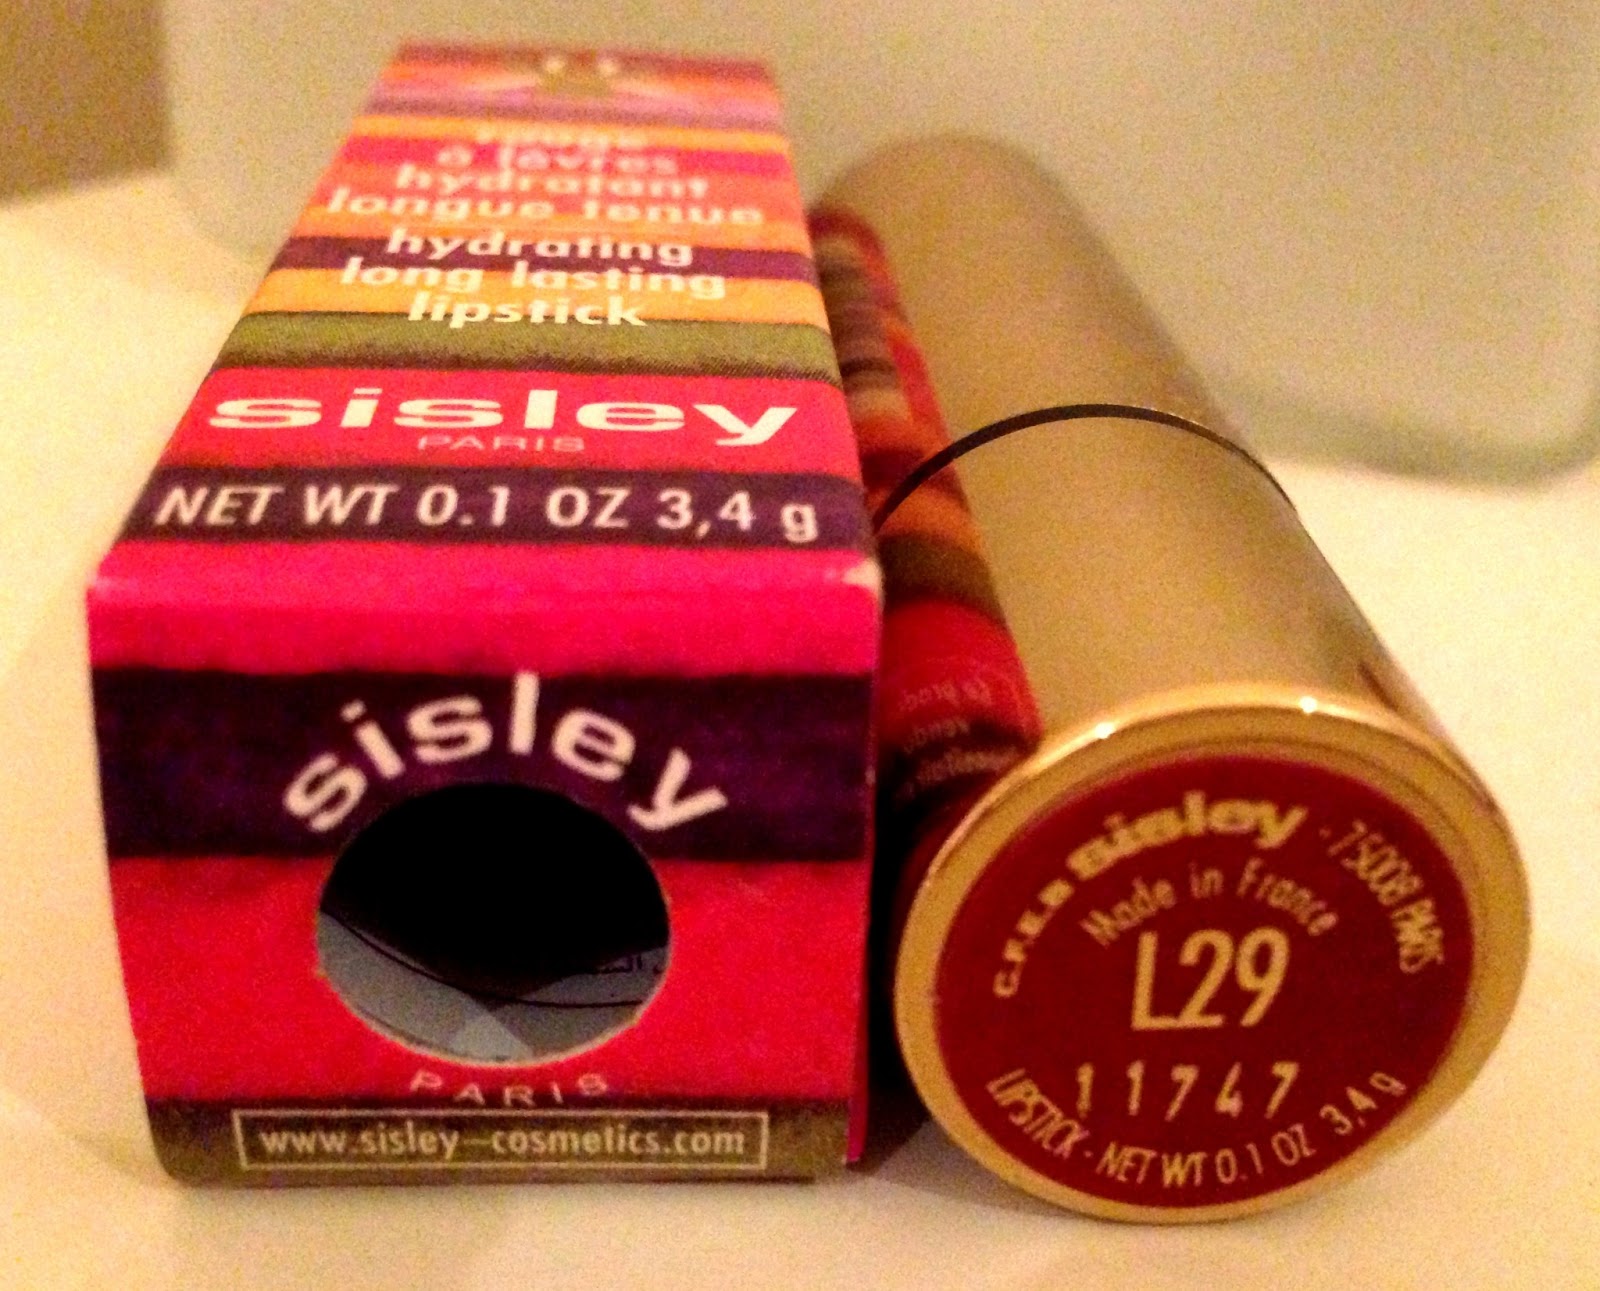 rouge
à lèvres
hydratant
longue tenue
hydrating
long lasting
lipstick
sisley
PARIS
NET WT 0.1 OZ 3,4 g
sisley
PARIS
www.sisley-cosmetics.com
C.F.E.B sisley - 75008 PARIS
Made in France
L29
11747
LIPSTICK - NET WT 0.1 OZ 3,4 g